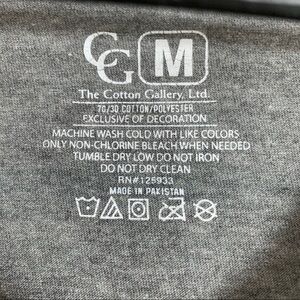 CG M
The Cotton Gallery, Ltd.
70/30 COTTON/POLYESTER
EXCLUSIVE OF DECORATION
MACHINE WASH COLD WITH LIKE COLORS
ONLY NON-CHLORINE BLEACH WHEN NEEDED
TUMBLE DRY LOW DO NOT IRON
DO NOT DRY CLEAN
RN#125933
MADE IN PAKISTAN